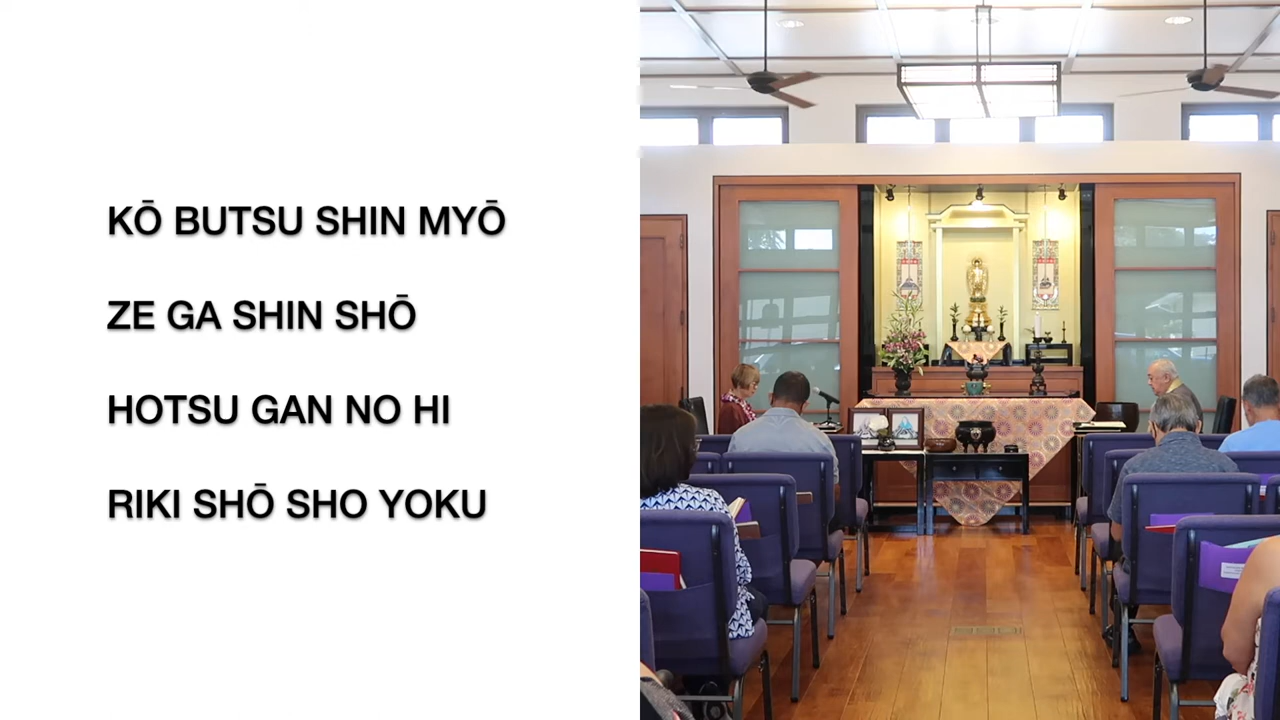 KŌ BUTSU SHIN MYŌ
ZE GA SHIN SHŌ
HOTSU GAN NO HI
RIKI SHŌ SHO YOKU